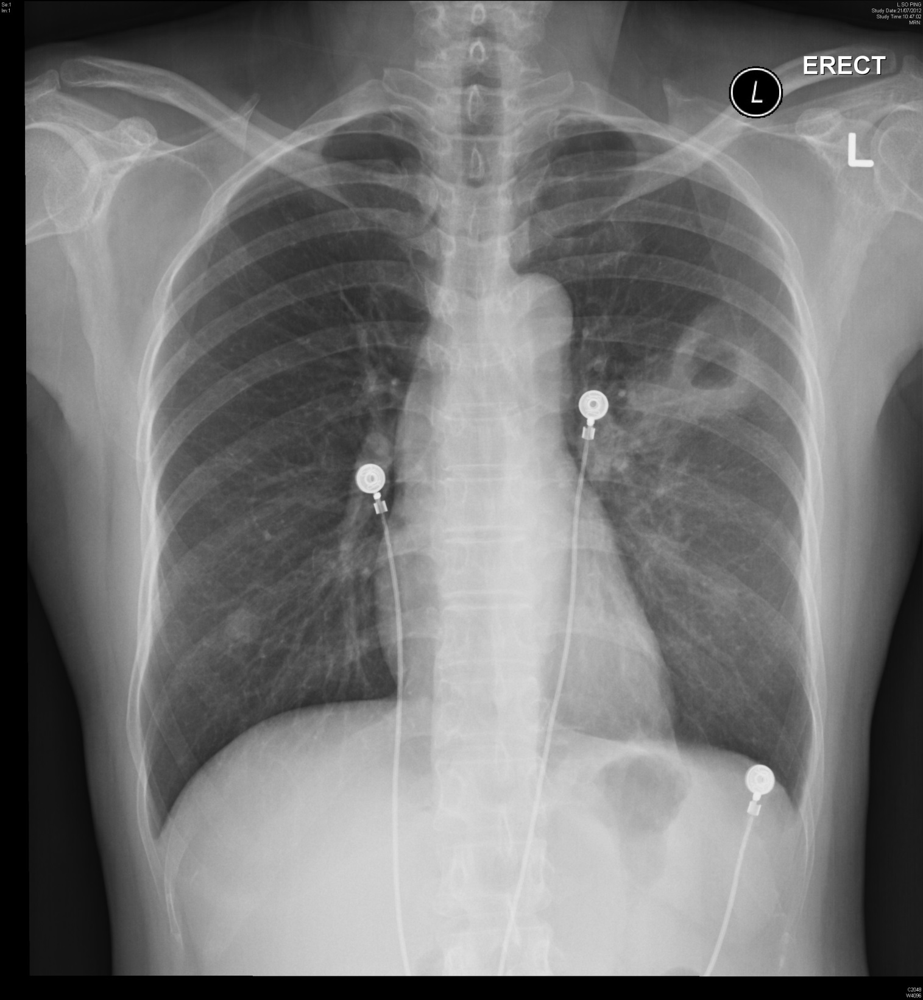 Se:1
Im:1
L SO PING
Study Date:21/07/2012
Study Time:10:47:02
MRN:
ERECT
L
L
C2048
W4096